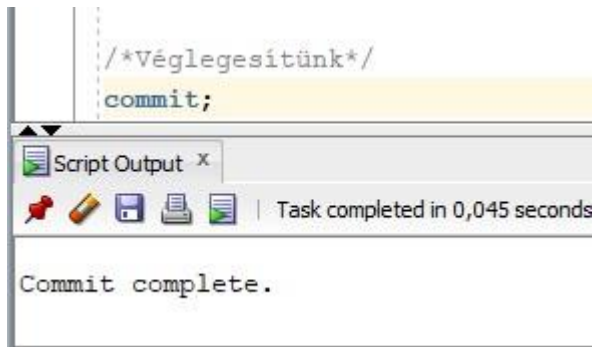 /*Véglegesítünk*/
commit;
Script Output x
Task completed in 0,045 seconds
Commit complete.